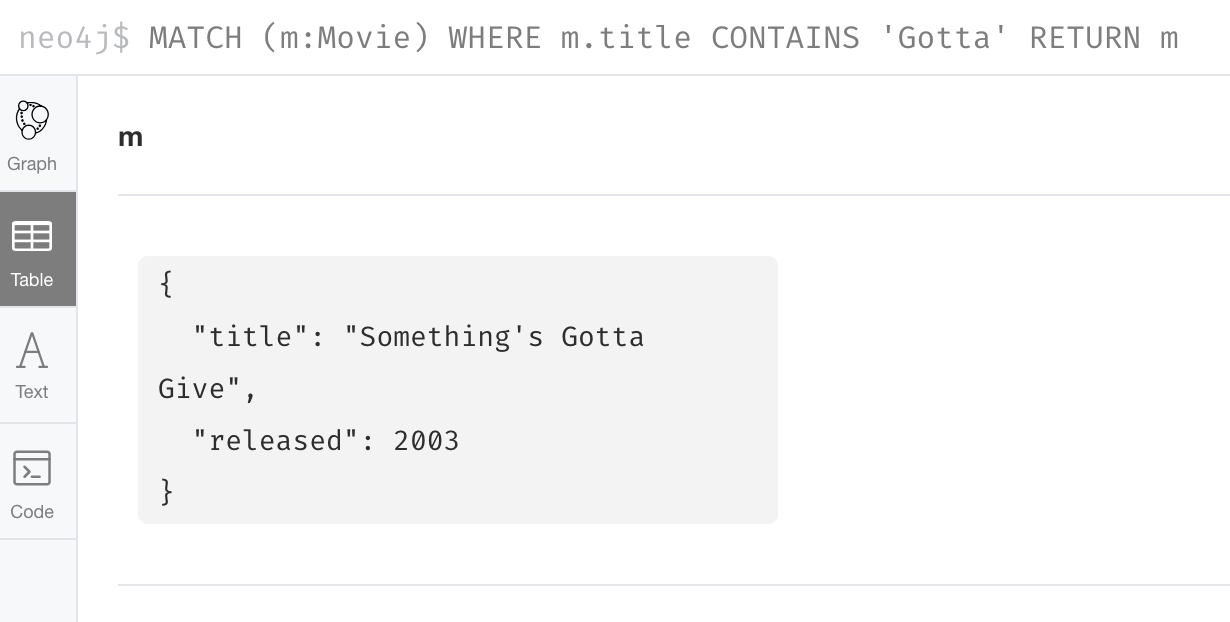 neo4j$ MATCH (m:Movie) WHERE m.title CONTAINS 'Gotta' RETURN m
Graph
Table
Text
Code
m
{
"title": "Something's Gotta
Give",
"released": 2003
}